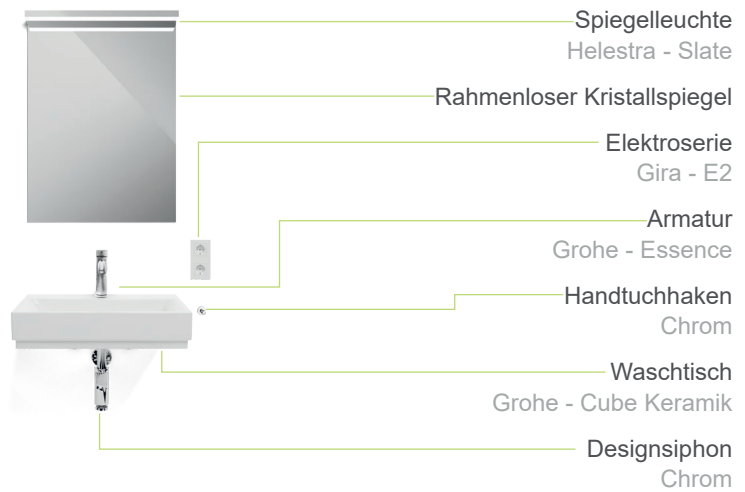 Spiegelleuchte
Helestra - Slate
Rahmenloser Kristallspiegel
Elektroserie
Gira - E2
Armatur
Grohe - Essence
Handtuchhaken
Chrom
Waschtisch
Grohe - Cube Keramik
Designsiphon
Chrom